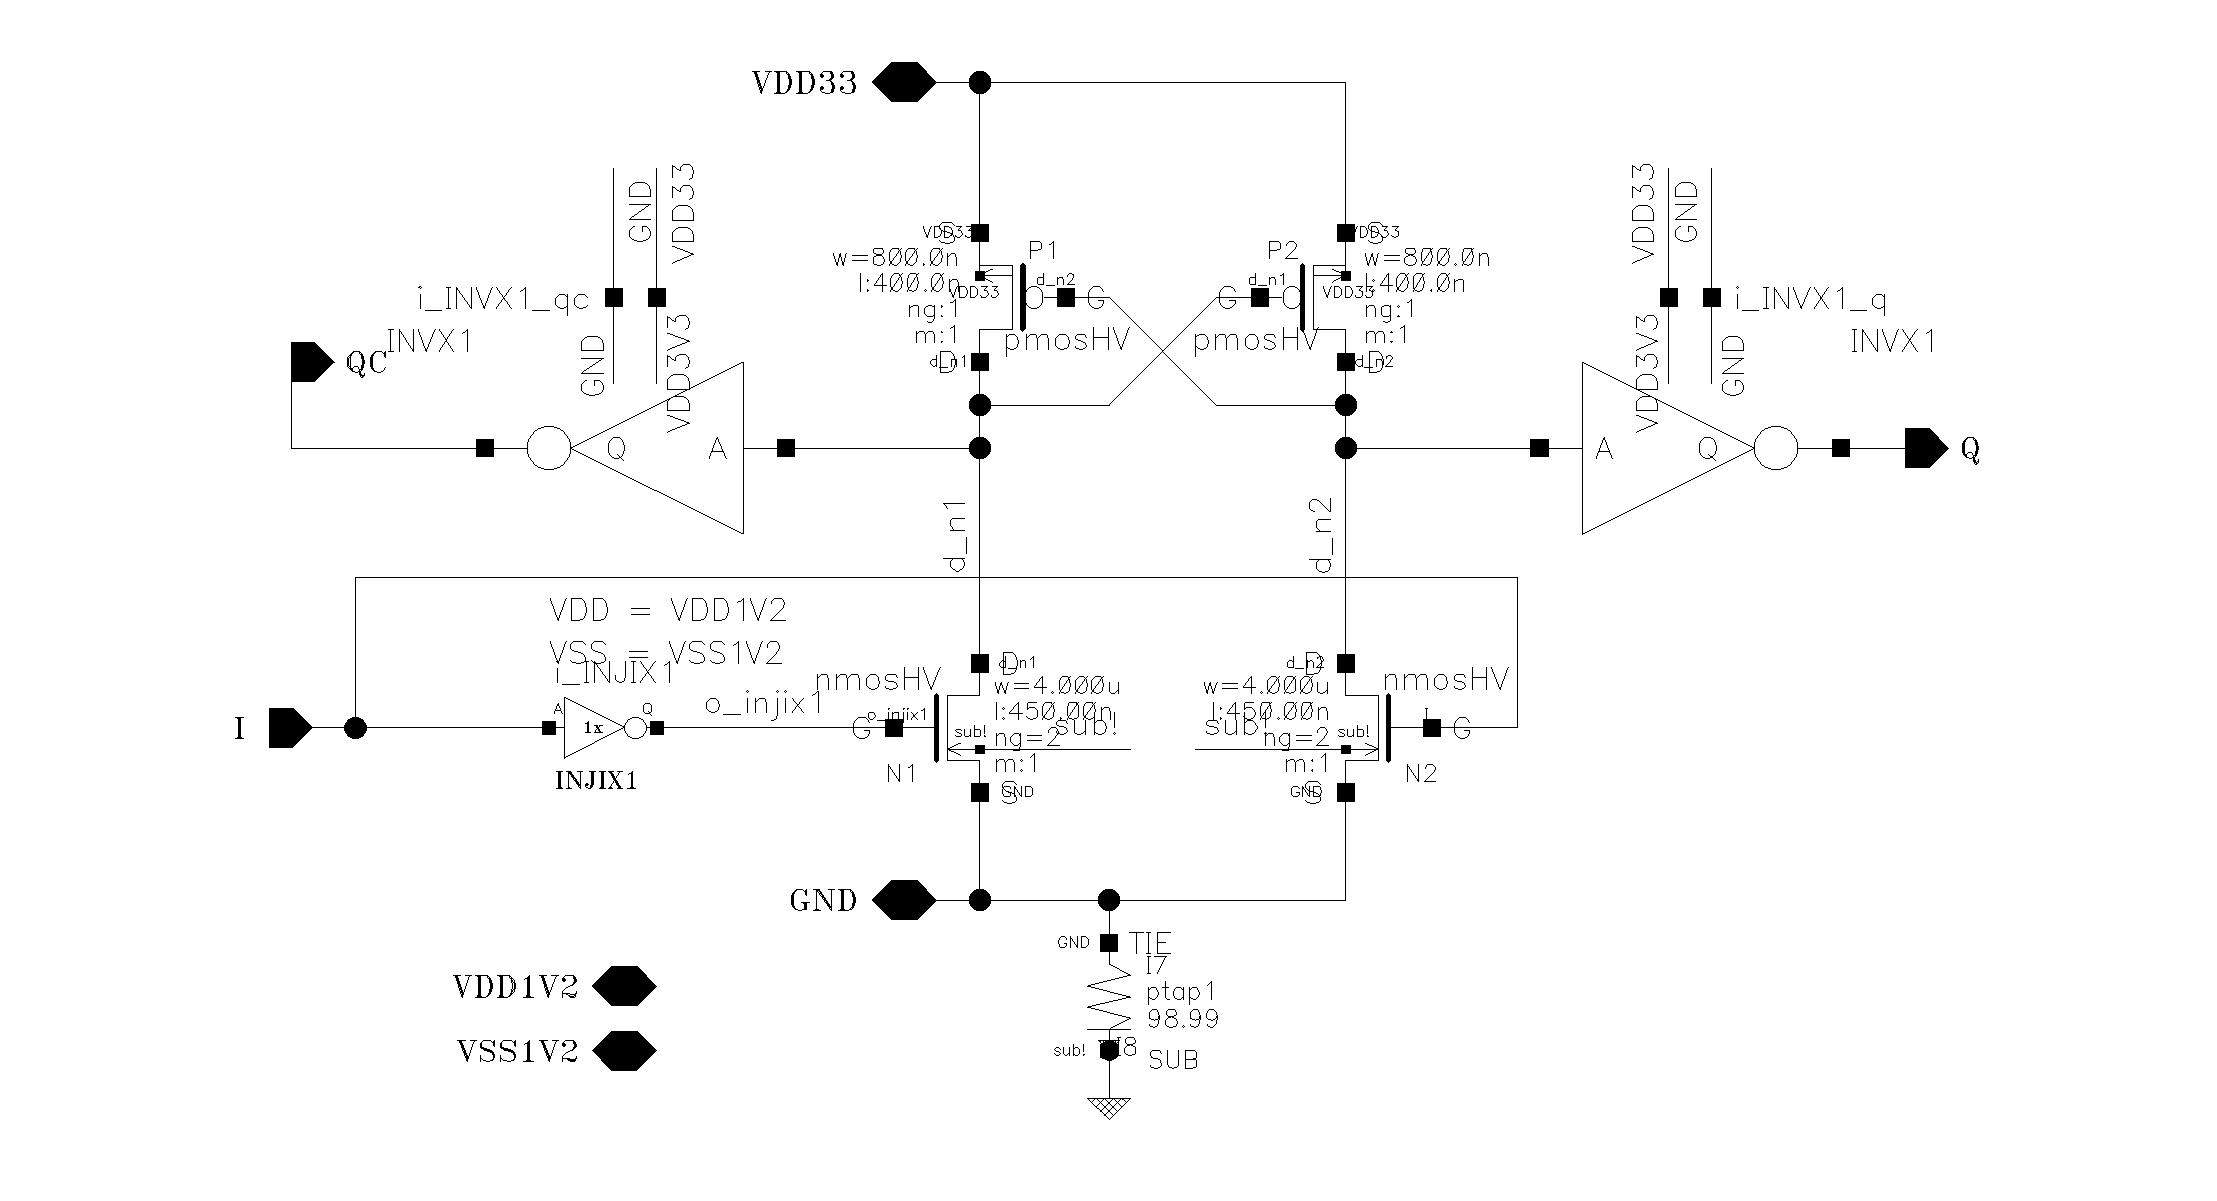 VDD33
VDD33
GND
VDD33
GND
S
VDD33
VDD33
S
P1
P2
w=800.0n
w=800.0n
l:400.0n
l:400.0n
d_n2
d_n1
VDD33
VDD33
i_INVX1_qc
G
G
i_INVX1_q
ng:1
ng:1
m:1
m:1
INVX1
pmosHV
pmosHV
INVX1
QC
GND
VDD3V3
d_n1
D
d_n2
D
VDD3V3
GND
Q
A
A
Q
Q
d_n1
d_n2
VDD = VDD1V2
VSS = VSS1V2
i_INJIX1
nmosHV
D
d_n1
d_n2
D
nmosHV
w=4.000u
w=4.000u
o_injix1
l:450.00n
l:450.00n
A
Q
o_injix1
I
I
1x
G
sub!
sub!
sub!
sub!
G
ng=2
ng=2
INJIX1
N1
m:1
m:1
N2
S
GND
GND
S
GND
GND
TIE
I7
VDD1V2
ptap1
98.99
VSS1V2
sub!
I8
SUB